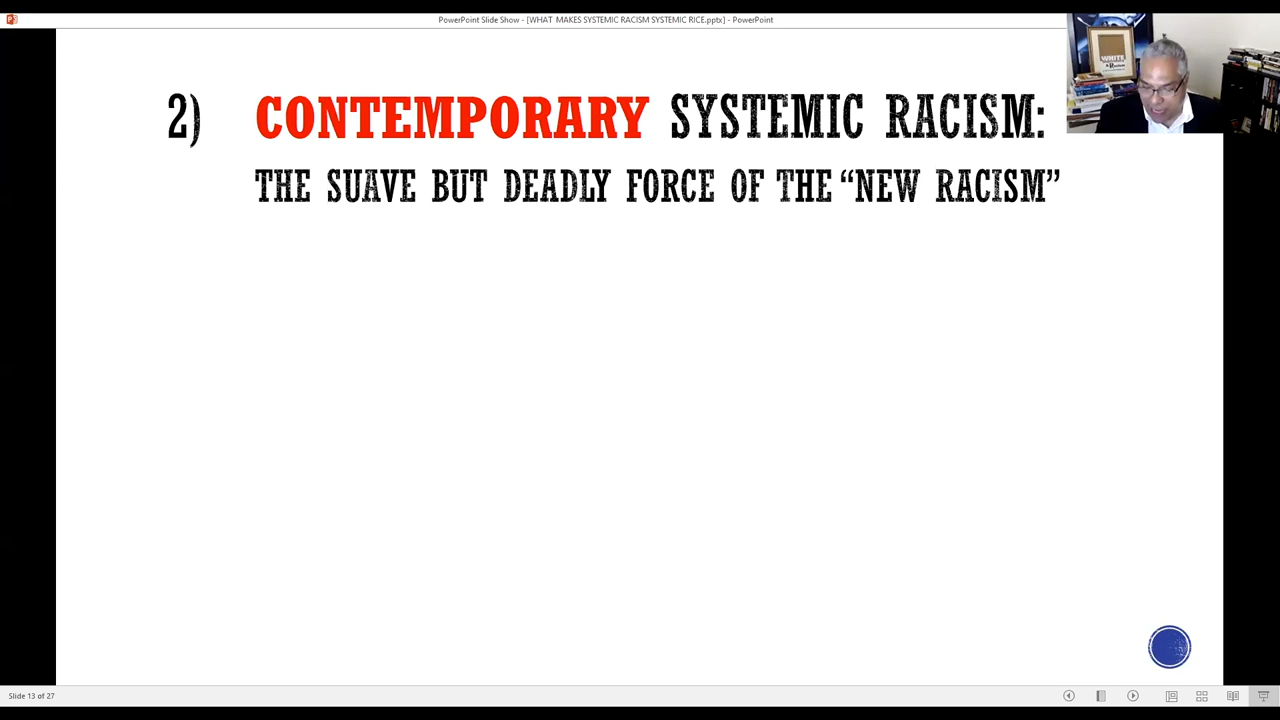 PowerPoint Slide Show - [WHAT MAKES SYSTEMIC RACISM SYSTEMIC RICE.pptx] - PowerPoint
2) CONTEMPORARY SYSTEMIC RACISM:
THE SUAVE BUT DEADLY FORCE OF THE “NEW RACISM”
WHITE
Slide 13 of 27